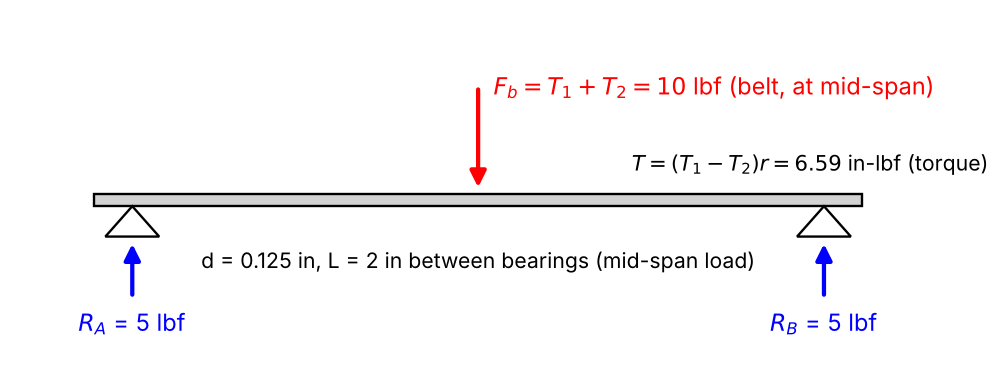 F_b = T_1 + T_2 = 10 lbf (belt, at mid-span)
T = (T_1 − T_2)r = 6.59 in-lbf (torque)
d = 0.125 in, L = 2 in between bearings (mid-span load)
R_A = 5 lbf
R_B = 5 lbf